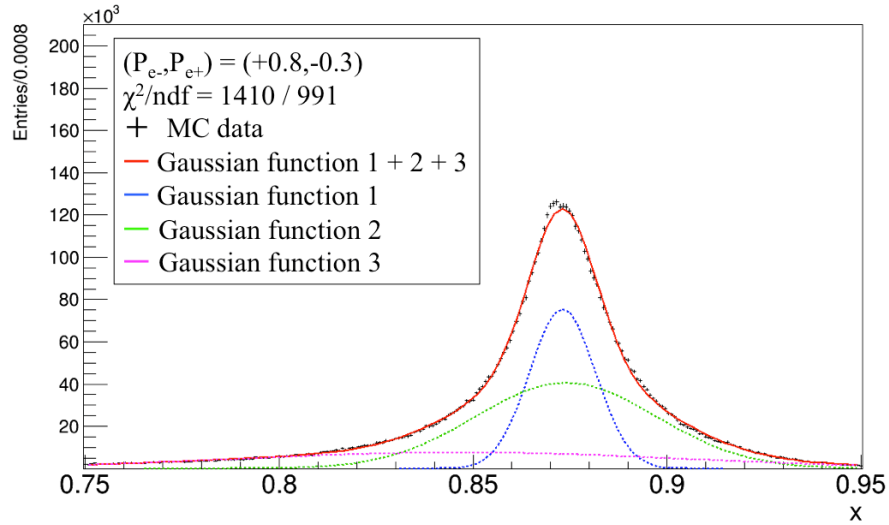 ×10³
Entries/0.0008
200
180
160
140
120
100
80
60
40
20
(Pₑ₋,Pₑ₊) = (+0.8,-0.3)
χ²/ndf = 1410 / 991
MC data
Gaussian function 1 + 2 + 3
Gaussian function 1
Gaussian function 2
Gaussian function 3
0.75 0.8 0.85 0.9 0.95
x